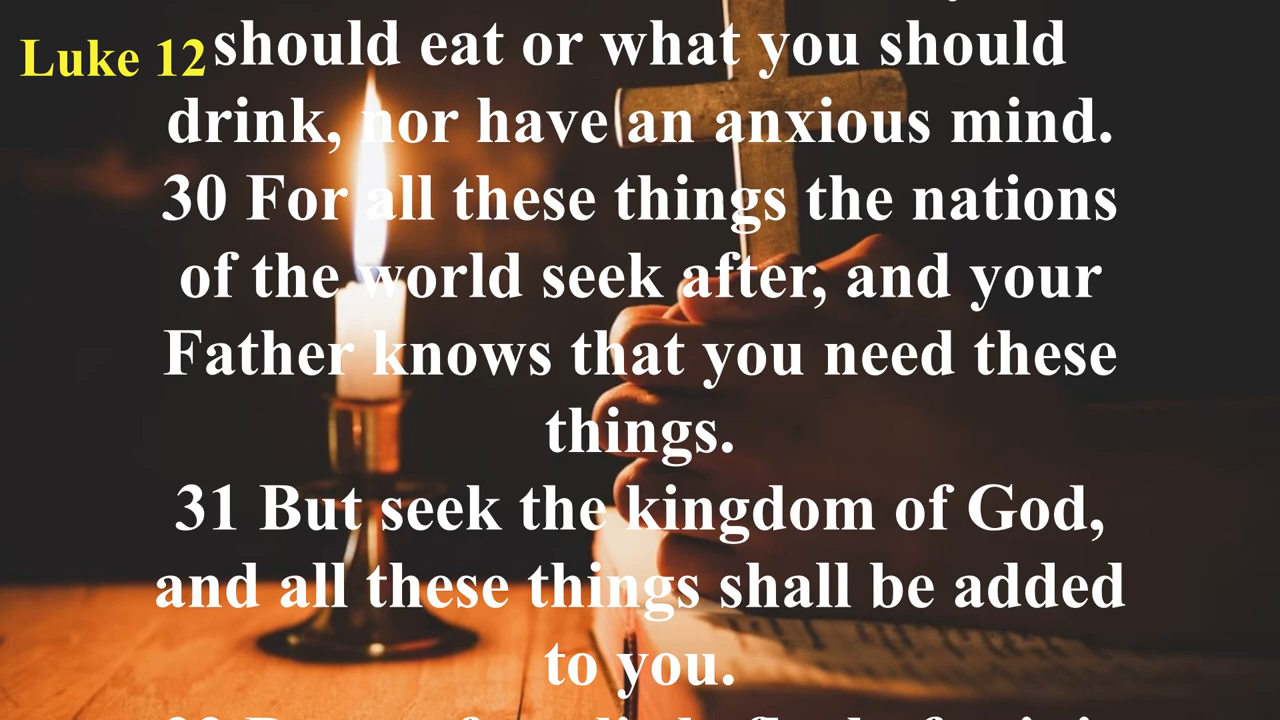 Luke 12
should eat or what you should
drink, nor have an anxious mind.
30 For all these things the nations
of the world seek after, and your
Father knows that you need these
things.
31 But seek the kingdom of God,
and all these things shall be added
to you.